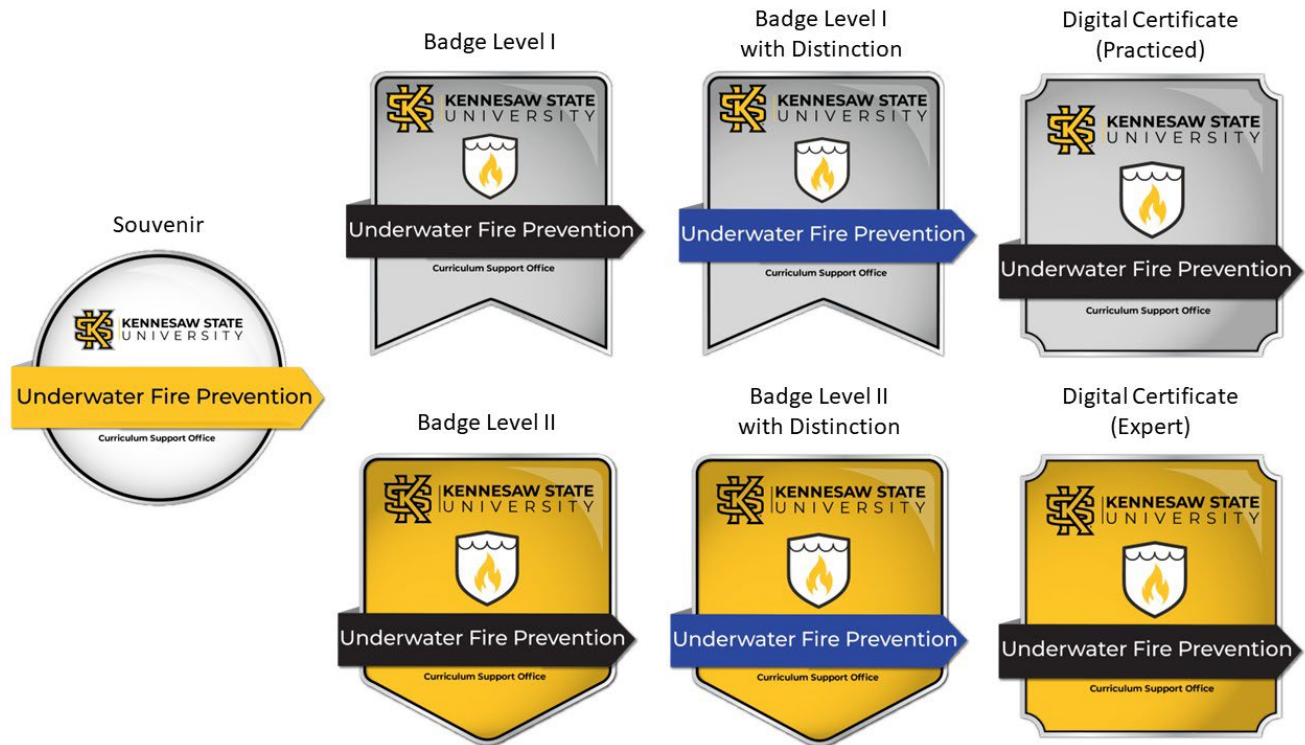 Souvenir
KENNESAW STATE
UNIVERSITY
Underwater Fire Prevention
Curriculum Support Office
Badge Level I
KENNESAW STATE
UNIVERSITY
Underwater Fire Prevention
Curriculum Support Office
Badge Level I
with Distinction
KENNESAW STATE
UNIVERSITY
Underwater Fire Prevention
Curriculum Support Office
Digital Certificate
(Practiced)
KENNESAW STATE
UNIVERSITY
Underwater Fire Prevention
Curriculum Support Office
Badge Level II
KENNESAW STATE
UNIVERSITY
Underwater Fire Prevention
Curriculum Support Office
Badge Level II
with Distinction
KENNESAW STATE
UNIVERSITY
Underwater Fire Prevention
Curriculum Support Office
Digital Certificate
(Expert)
KENNESAW STATE
UNIVERSITY
Underwater Fire Prevention
Curriculum Support Office